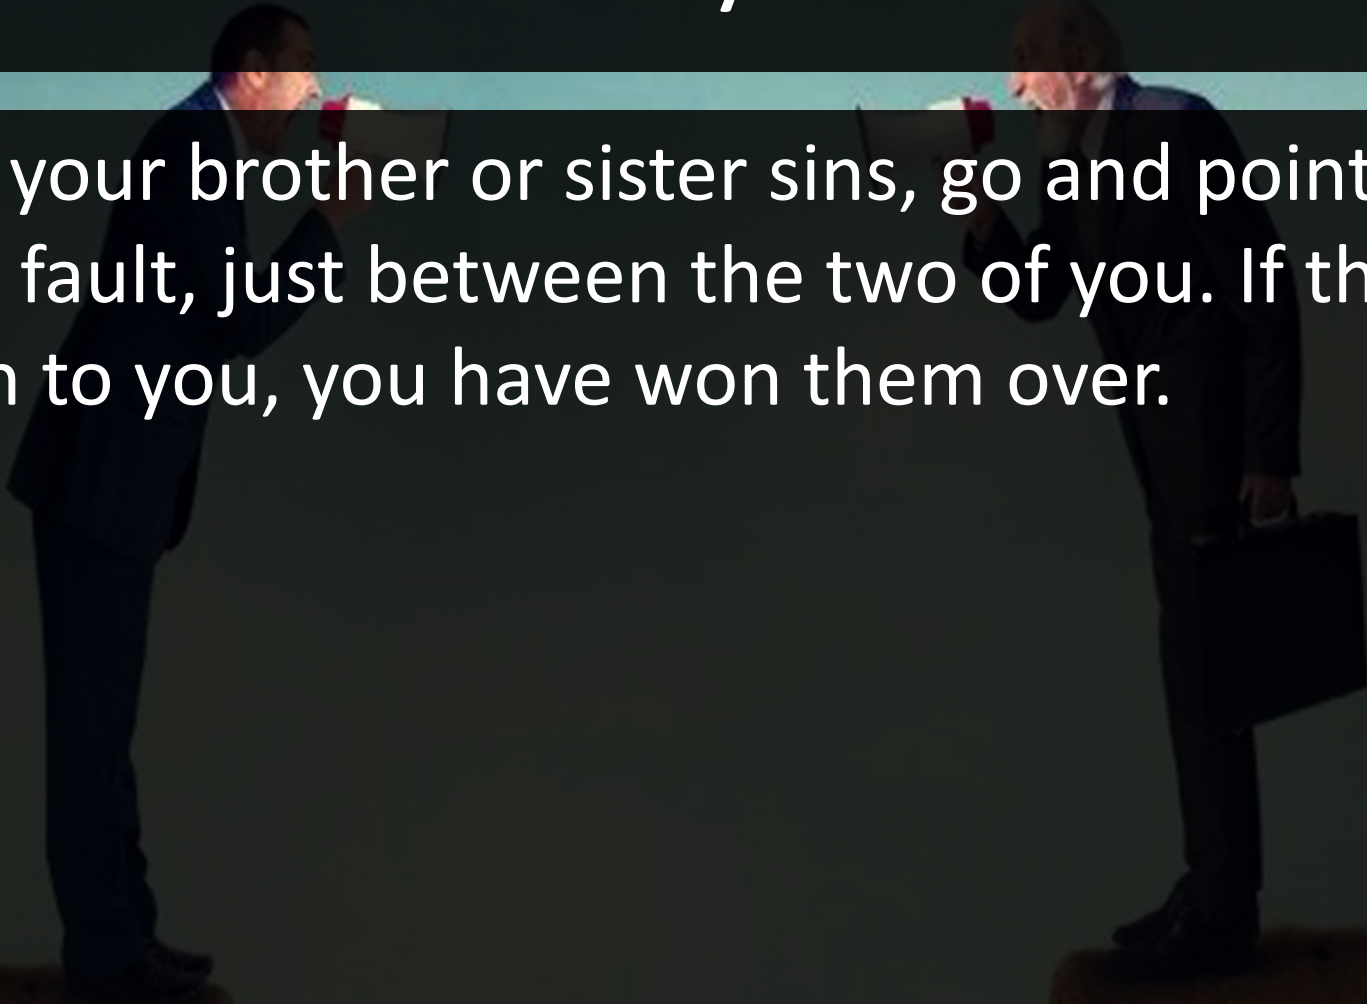 your brother or sister sins, go and point
fault, just between the two of you. If th
n to you, you have won them over.